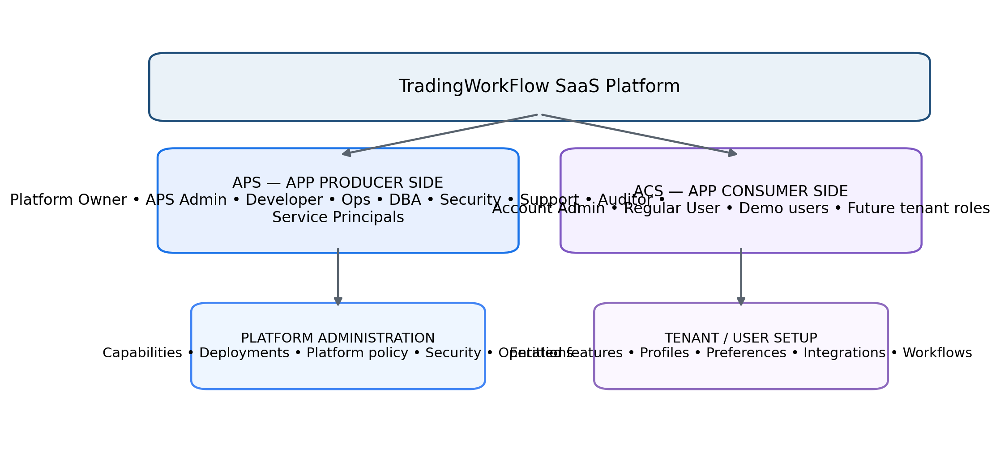 TradingWorkFlow SaaS Platform
APS — APP PRODUCER SIDE
Platform Owner • APS Admin • Developer • Ops • DBA • Security • Support • Auditor •
Service Principals
ACS — APP CONSUMER SIDE
Account Admin • Regular User • Demo users • Future tenant roles
PLATFORM ADMINISTRATION
Capabilities • Deployments • Platform policy • Security • Operations
TENANT / USER SETUP
Entitled features • Profiles • Preferences • Integrations • Workflows